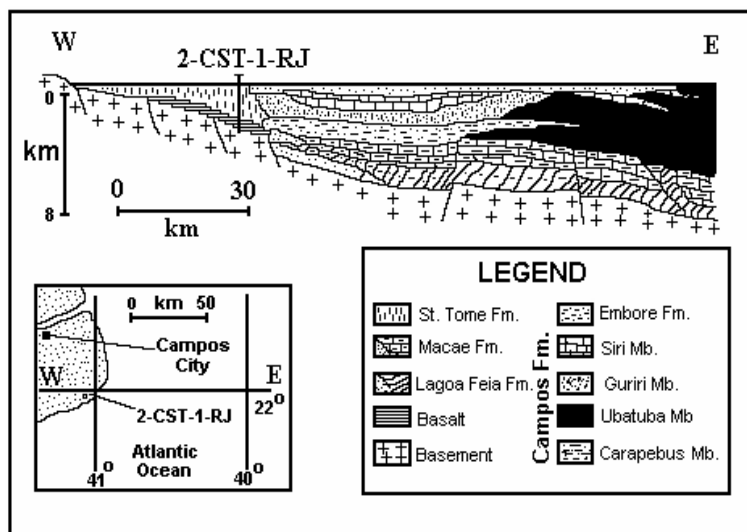 W
E
2-CST-1-RJ
0
km
8
0 30
km
0 km 50
Campos
City
W
E
22°
2-CST-1-RJ
Atlantic
Ocean
41° 40°
LEGEND
St. Tome Fm.
Macae Fm.
Lagoa Feia Fm.
Basalt
Basement
Campos Fm.
Embore Fm.
Siri Mb.
Guriri Mb.
Ubatuba Mb
Carapebus Mb.